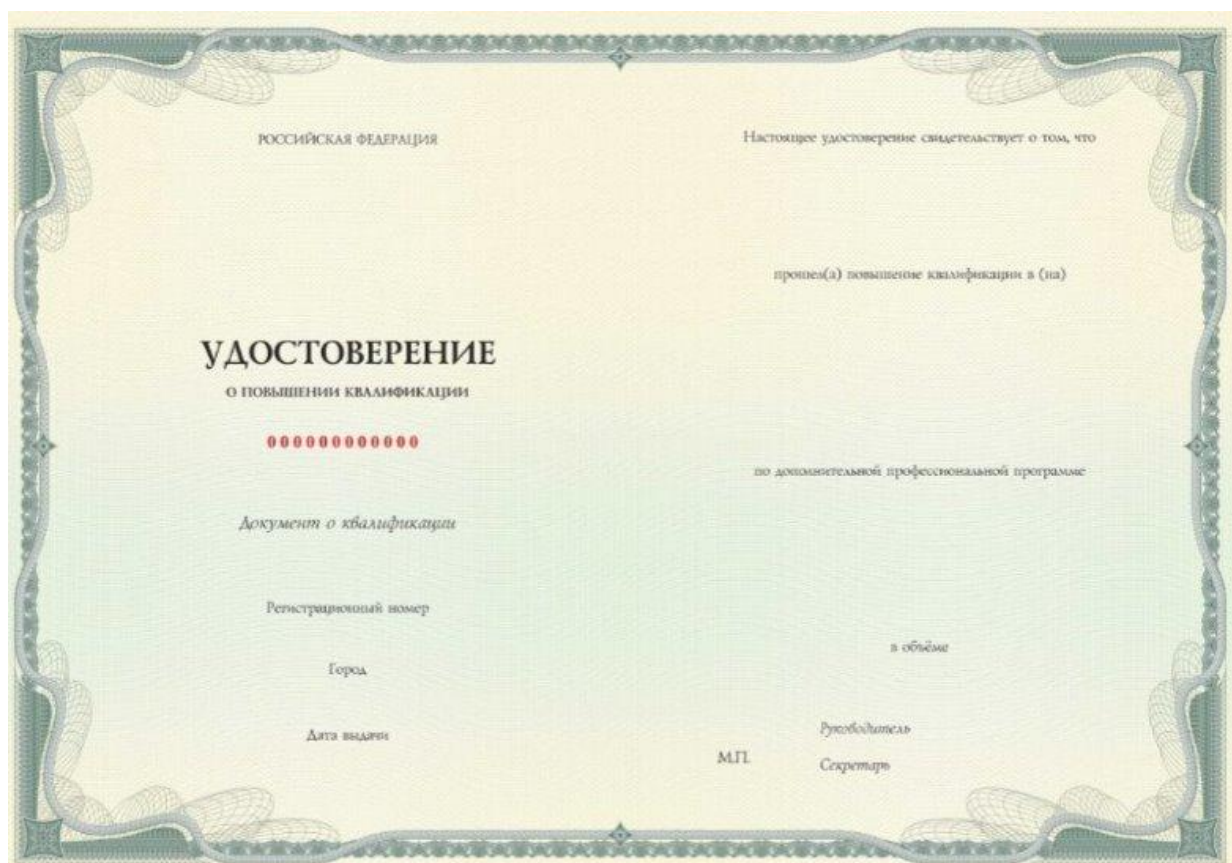 РОССИЙСКАЯ ФЕДЕРАЦИЯ
УДОСТОВЕРЕНИЕ
О ПОВЫШЕНИИ КВАЛИФИКАЦИИ
000000000000
Документ о квалификации
Регистрационный номер
Город
Дата выдачи
Настоящее удостоверение свидетельствует о том, что
прошел(а) повышение квалификации в (на)
по дополнительной профессиональной программе
в объёме
Руководитель
М.П.
Секретарь